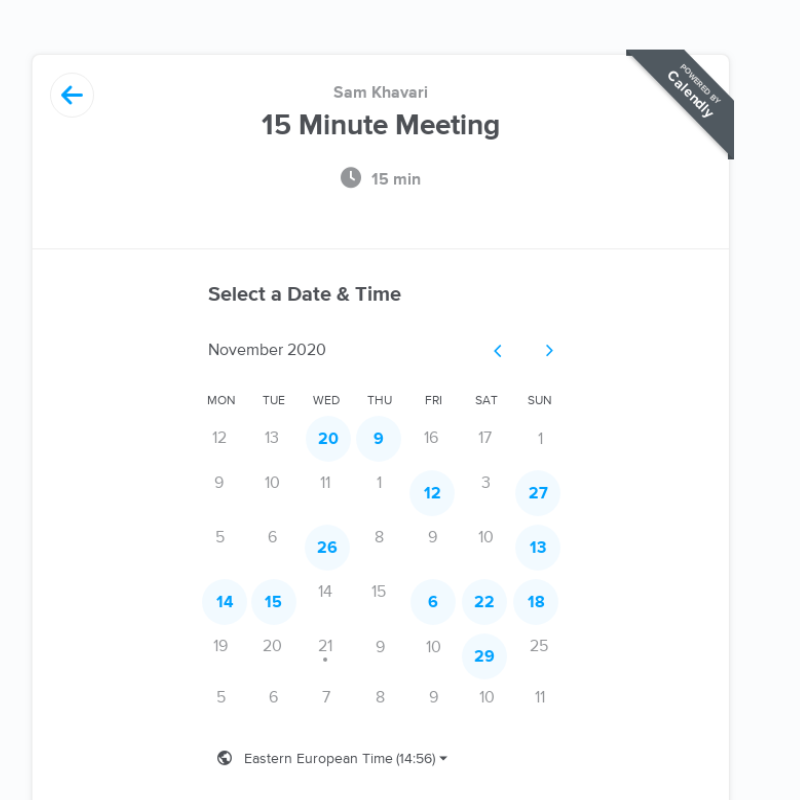 POWERED BY
Calendly
Sam Khavari
15 Minute Meeting
15 min
Select a Date & Time
November 2020
MON TUE WED THU FRI SAT SUN
12 13 20 9 16 17 1
9 10 11 1 12 3 27
5 6 26 8 9 10 13
14 15 14 15 6 22 18
19 20 21 9 10 29 25
5 6 7 8 9 10 11
Eastern European Time (14:56)